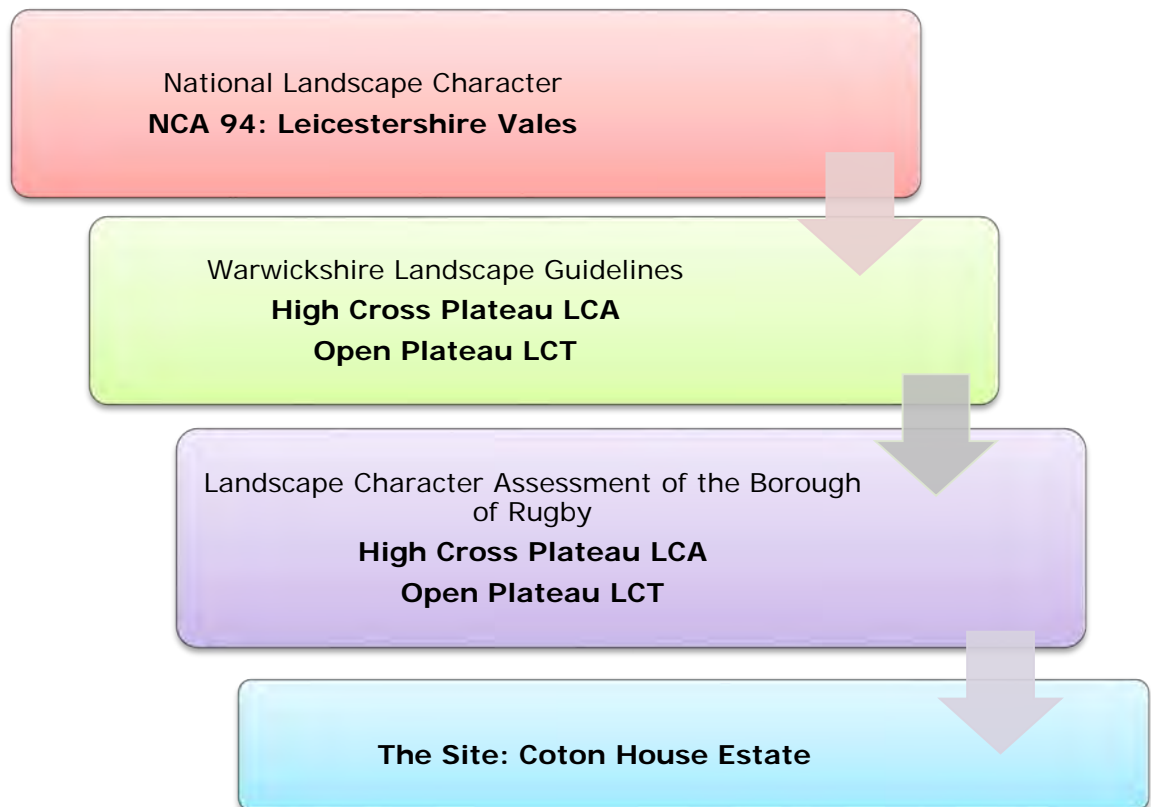 National Landscape Character
NCA 94: Leicestershire Vales
Warwickshire Landscape Guidelines
High Cross Plateau LCA
Open Plateau LCT
Landscape Character Assessment of the Borough
of Rugby
High Cross Plateau LCA
Open Plateau LCT
The Site: Coton House Estate